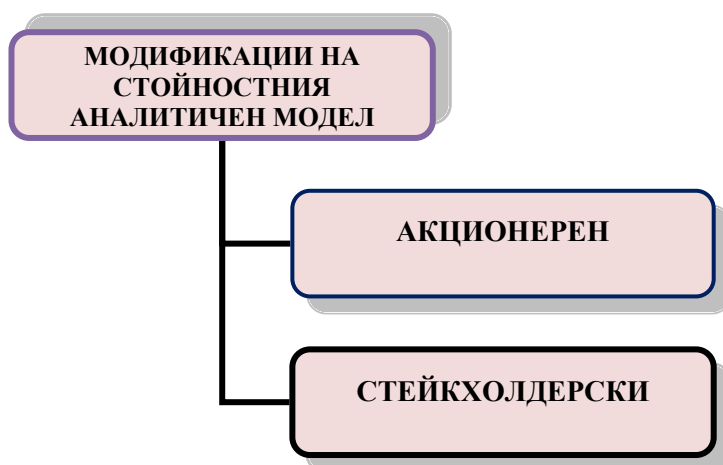 МОДИФИКАЦИИ НА
СТОЙНОСТНИЯ
АНАЛИТИЧЕН МОДЕЛ
АКЦИОНЕРЕН
СТЕЙКХОЛДЕРСКИ